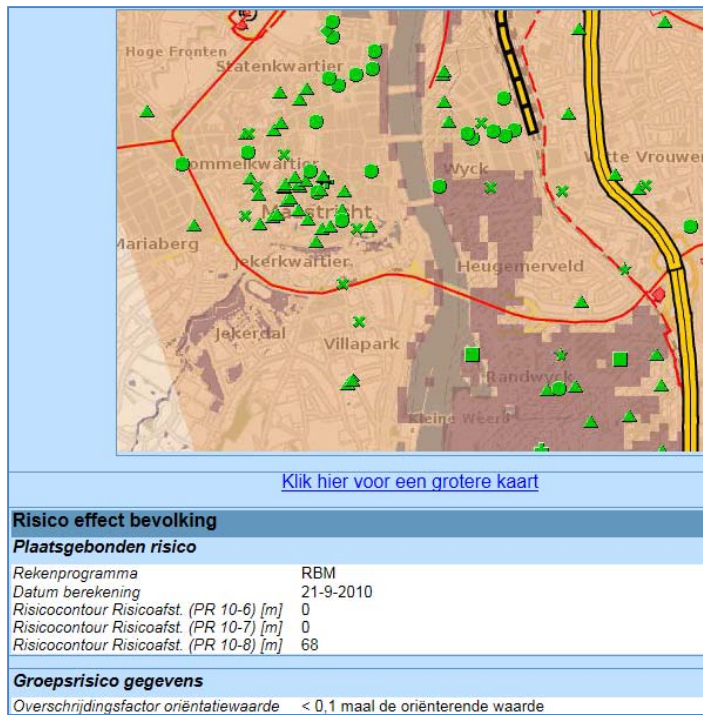 Hoge Fronten
Statenkwartier
Kommelkwartier
Wyck
Witte Vrouwen
Maastricht
Mariaberg
Jekerkwartier
Heugemerveld
Jekerdal
Villapark
Randwyck
Kleine Weerd
Klik hier voor een grotere kaart
Risico effect bevolking
Plaatsgebonden risico
Rekenprogramma RBM
Datum berekening 21-9-2010
Risicocontour Risicoafst. (PR 10-6) [m] 0
Risicocontour Risicoafst. (PR 10-7) [m] 0
Risicocontour Risicoafst. (PR 10-8) [m] 68
Groepsrisico gegevens
Overschrijdingsfactor oriëntatiewaarde < 0,1 maal de oriënterende waarde